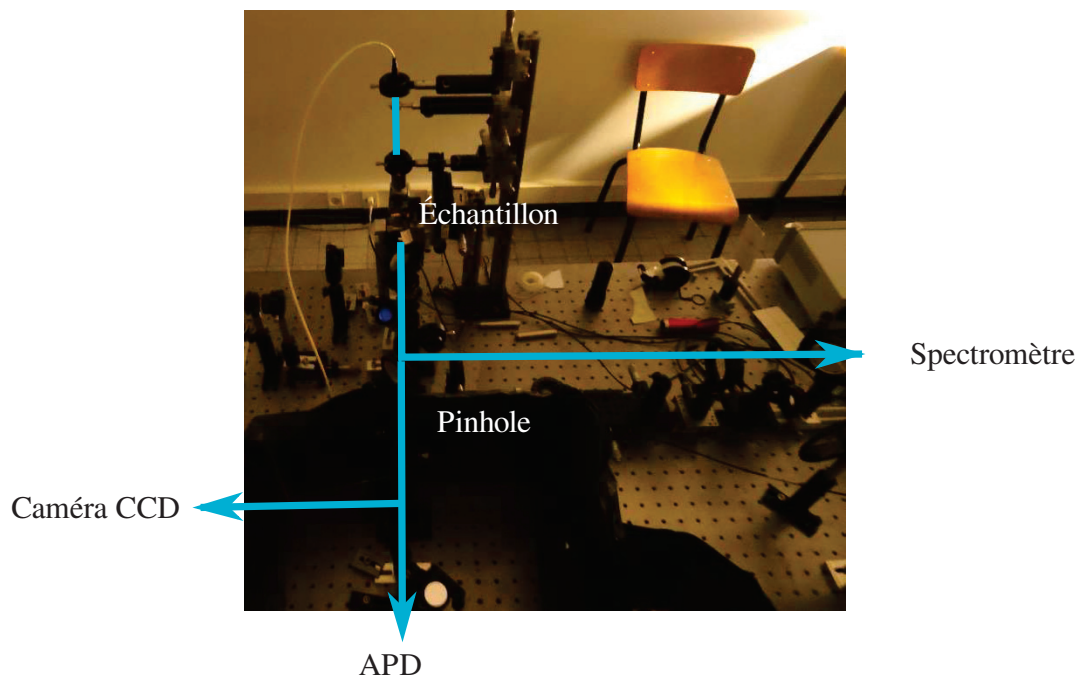 Échantillon
Spectromètre
Pinhole
Caméra CCD
APD